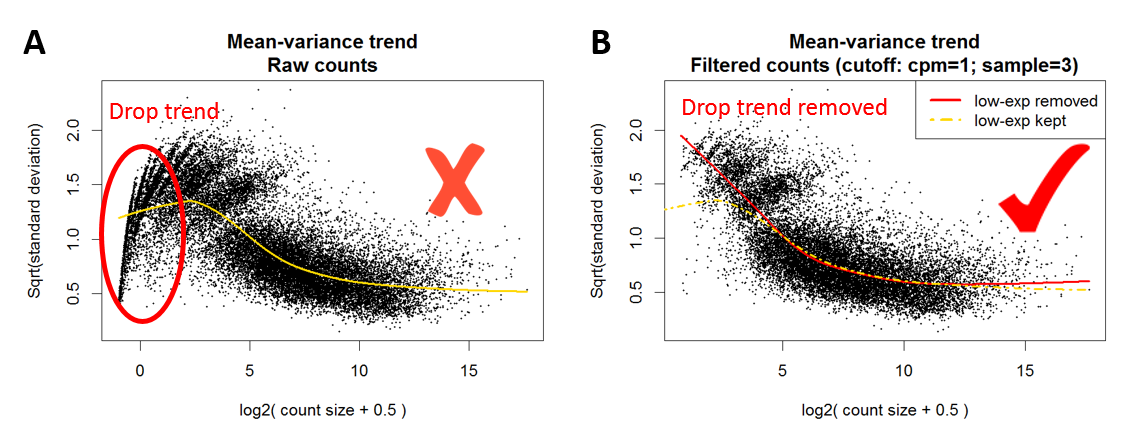 A
Mean-variance trend
Raw counts
Drop trend
Sqrt(standard deviation)
2.0
1.5
1.0
0.5
0
5
10
15
log2( count size + 0.5 )
B
Mean-variance trend
Filtered counts (cutoff: cpm=1; sample=3)
Drop trend removed
low-exp removed
low-exp kept
Sqrt(standard deviation)
2.0
1.5
1.0
0.5
5
10
15
log2( count size + 0.5 )